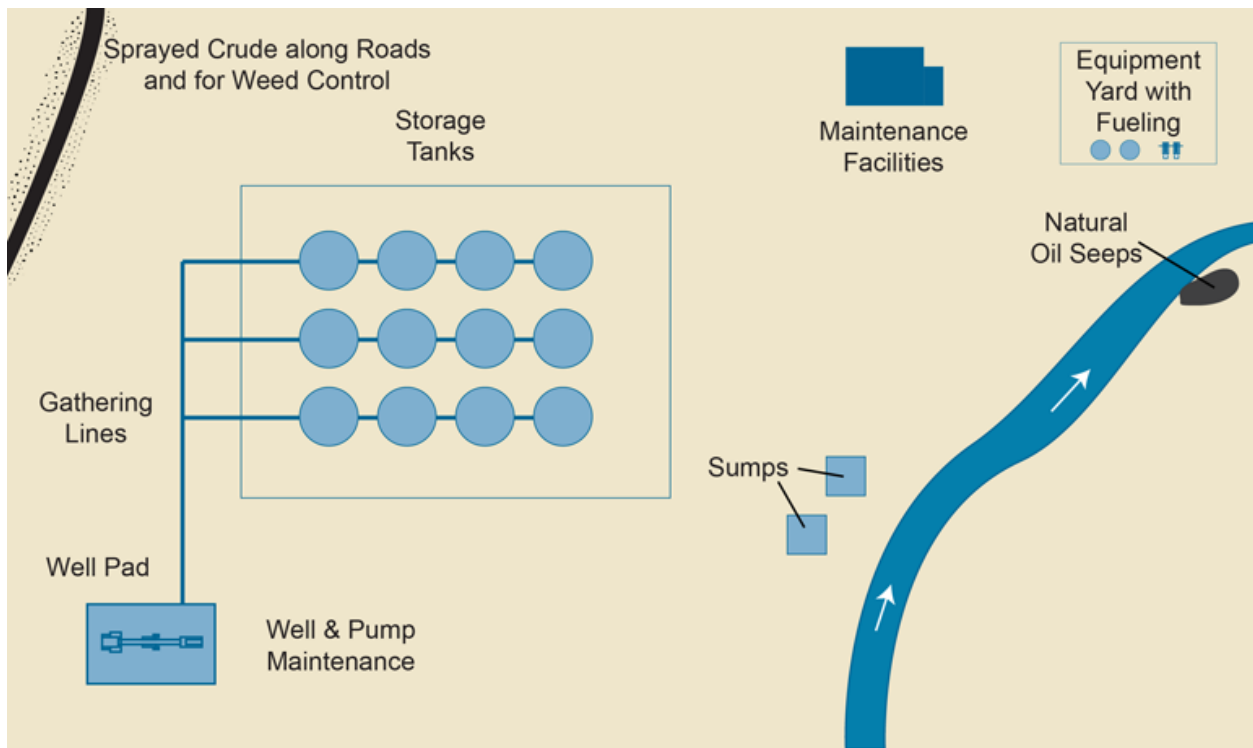 Sprayed Crude along Roads
and for Weed Control
Storage
Tanks
Maintenance
Facilities
Equipment
Yard with
Fueling
Natural
Oil Seeps
Gathering
Lines
Sumps
Well Pad
Well & Pump
Maintenance